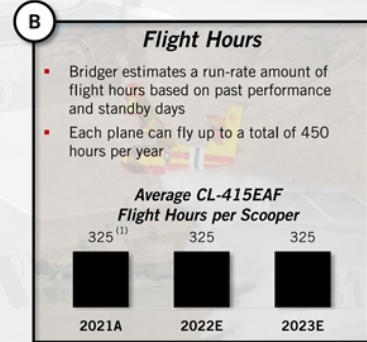 B
Flight Hours
▪ Bridger estimates a run-rate amount of
flight hours based on past performance
and standby days
▪ Each plane can fly up to a total of 450
hours per year
Average CL-415EAF
Flight Hours per Scooper
325(1) 325 325
2021A 2022E 2023E